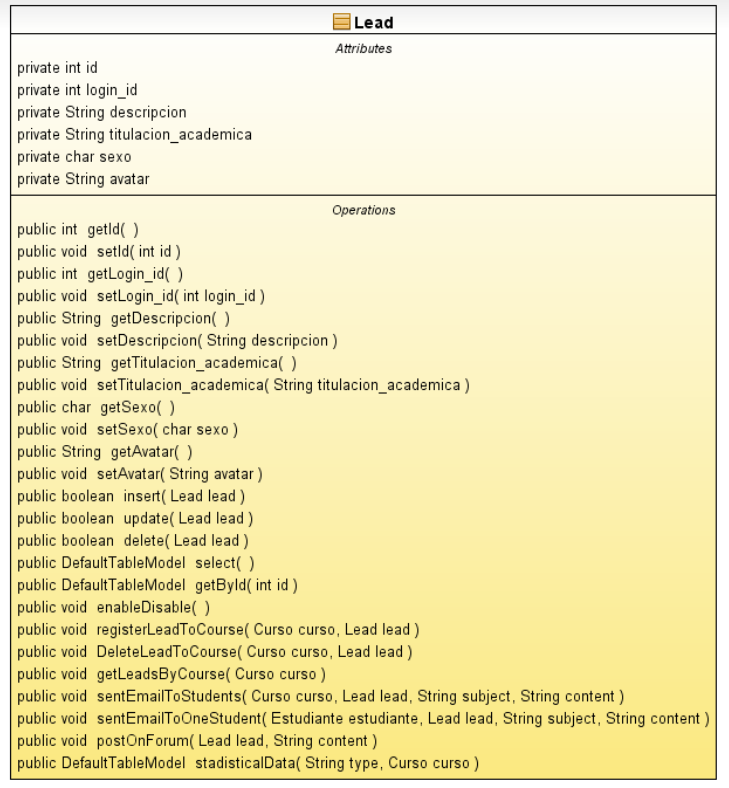 Lead
Attributes
private int id
private int login_id
private String descripcion
private String titulacion_academica
private char sexo
private String avatar
Operations
public int getId( )
public void setId( int id )
public int getLogin_id( )
public void setLogin_id( int login_id )
public String getDescripcion( )
public void setDescripcion( String descripcion )
public String getTitulacion_academica( )
public void setTitulacion_academica( String titulacion_academica )
public char getSexo( )
public void setSexo( char sexo )
public String getAvatar( )
public void setAvatar( String avatar )
public boolean insert( Lead lead )
public boolean update( Lead lead )
public boolean delete( Lead lead )
public DefaultTableModel select( )
public DefaultTableModel getById( int id )
public void enableDisable( )
public void registerLeadToCourse( Curso curso, Lead lead )
public void DeleteLeadToCourse( Curso curso, Lead lead )
public void getLeadsByCourse( Curso curso )
public void sentEmailToStudents( Curso curso, Lead lead, String subject, String content )
public void sentEmailToOneStudent( Estudiante estudiante, Lead lead, String subject, String content )
public void postOnForum( Lead lead, String content )
public DefaultTableModel stadisticalData( String type, Curso curso )